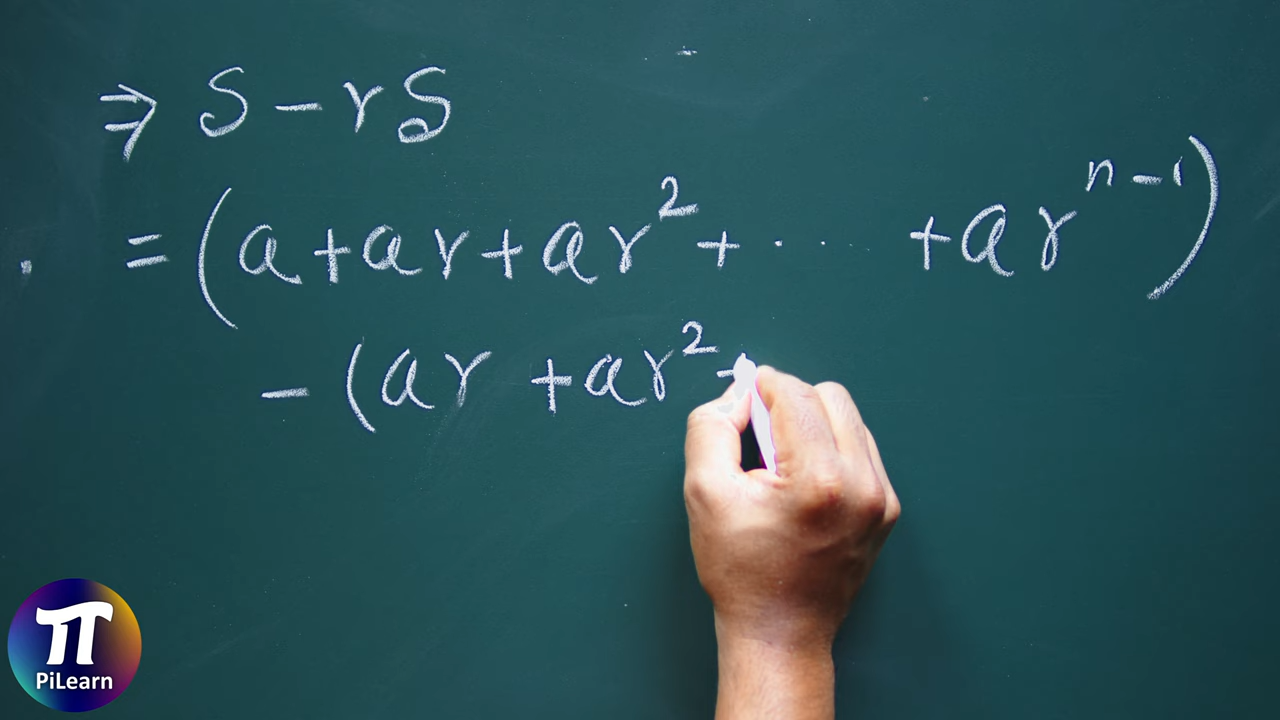 ⇒ S - rS
= (a + ar + ar² + ··· + arⁿ⁻¹)
- (ar + ar² +
π
PiLearn